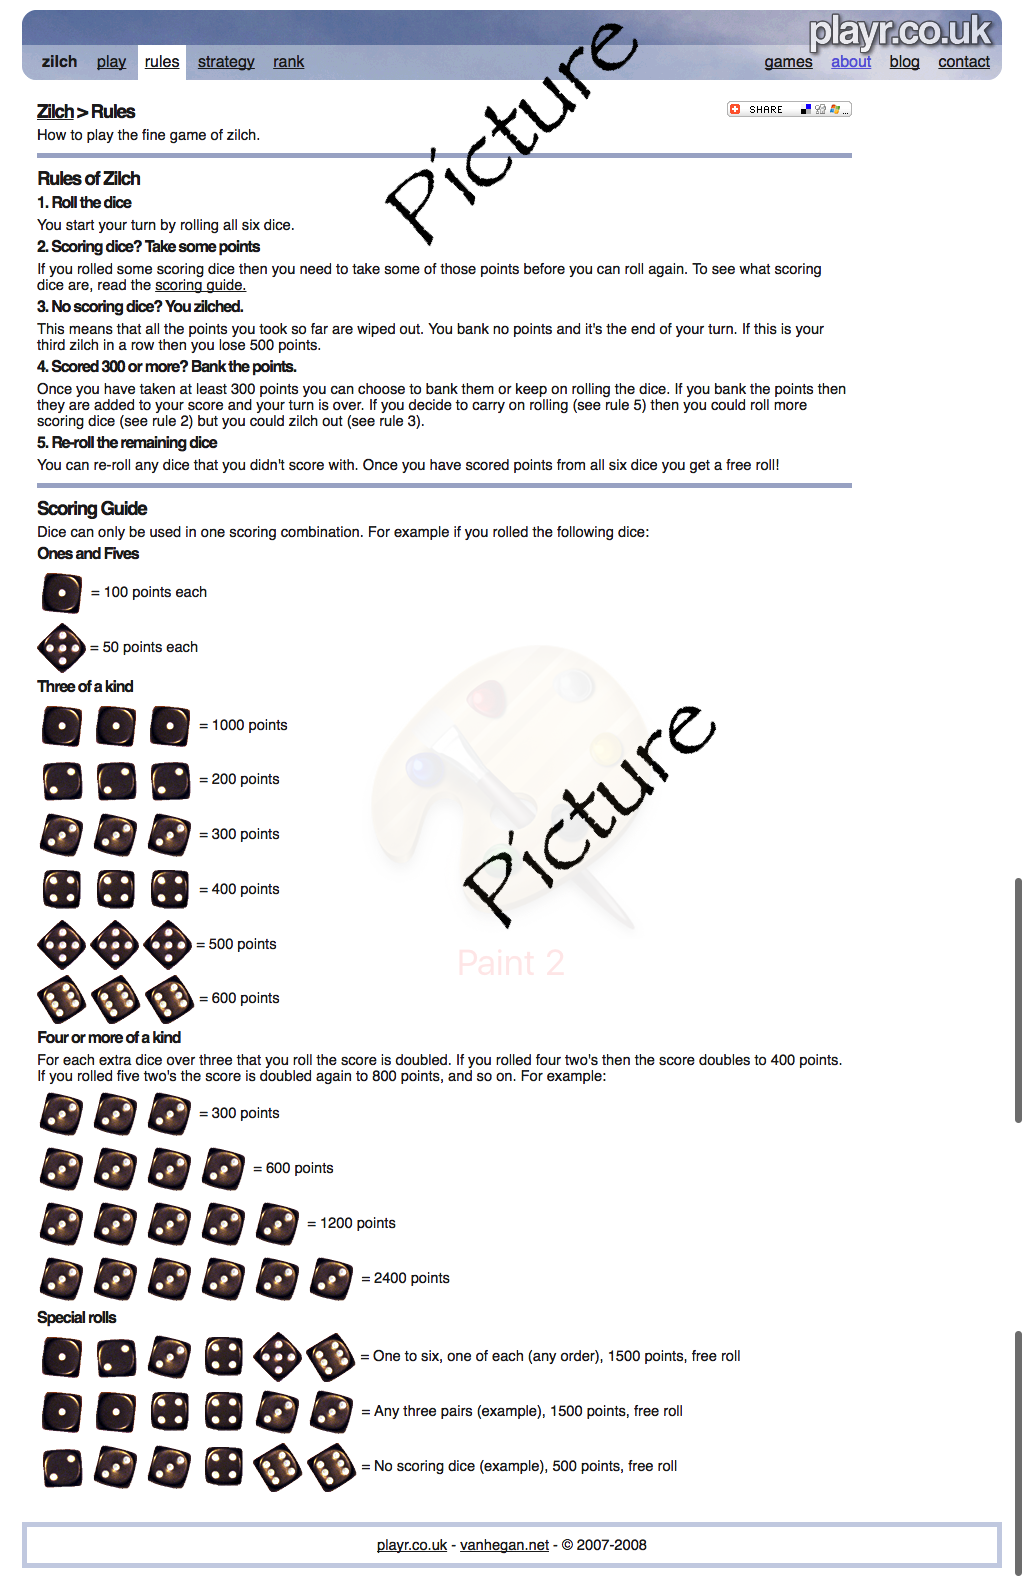 playr.co.uk
zilch play rules strategy rank games about blog contact
Zilch > Rules
SHARE ...
How to play the fine game of zilch.
Picture
Rules of Zilch
1. Roll the dice
You start your turn by rolling all six dice.
2. Scoring dice? Take some points
If you rolled some scoring dice then you need to take some of those points before you can roll again. To see what scoring
dice are, read the scoring guide.
3. No scoring dice? You zilched.
This means that all the points you took so far are wiped out. You bank no points and it's the end of your turn. If this is your
third zilch in a row then you lose 500 points.
4. Scored 300 or more? Bank the points.
Once you have taken at least 300 points you can choose to bank them or keep on rolling the dice. If you bank the points then
they are added to your score and your turn is over. If you decide to carry on rolling (see rule 5) then you could roll more
scoring dice (see rule 2) but you could zilch out (see rule 3).
5. Re-roll the remaining dice
You can re-roll any dice that you didn't score with. Once you have scored points from all six dice you get a free roll!
Scoring Guide
Dice can only be used in one scoring combination. For example if you rolled the following dice:
Ones and Fives
= 100 points each
= 50 points each
Three of a kind
= 1000 points
= 200 points
= 300 points
= 400 points
= 500 points
= 600 points
Picture
Paint 2
Four or more of a kind
For each extra dice over three that you roll the score is doubled. If you rolled four two's then the score doubles to 400 points.
If you rolled five two's the score is doubled again to 800 points, and so on. For example:
= 300 points
= 600 points
= 1200 points
= 2400 points
Special rolls
= One to six, one of each (any order), 1500 points, free roll
= Any three pairs (example), 1500 points, free roll
= No scoring dice (example), 500 points, free roll
playr.co.uk - vanhegan.net - © 2007-2008